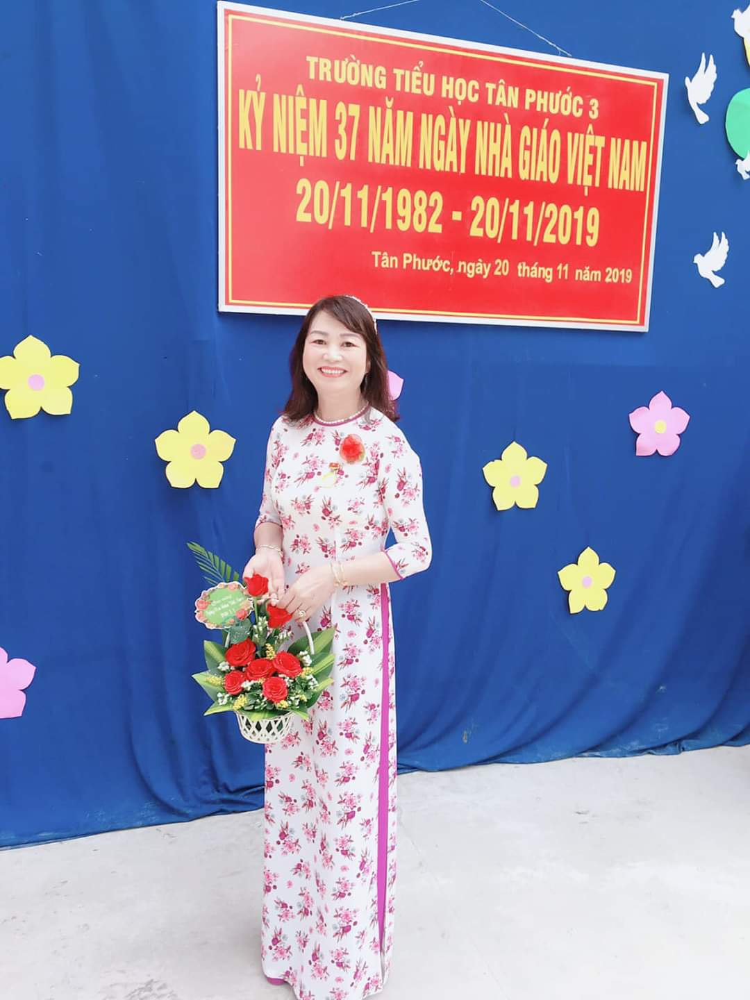 TRƯỜNG TIỂU HỌC TÂN PHƯỚC 3
KỶ NIỆM 37 NĂM NGÀY NHÀ GIÁO VIỆT NAM
20/11/1982 - 20/11/2019
Tân Phước, ngày 20 tháng 11 năm 2019